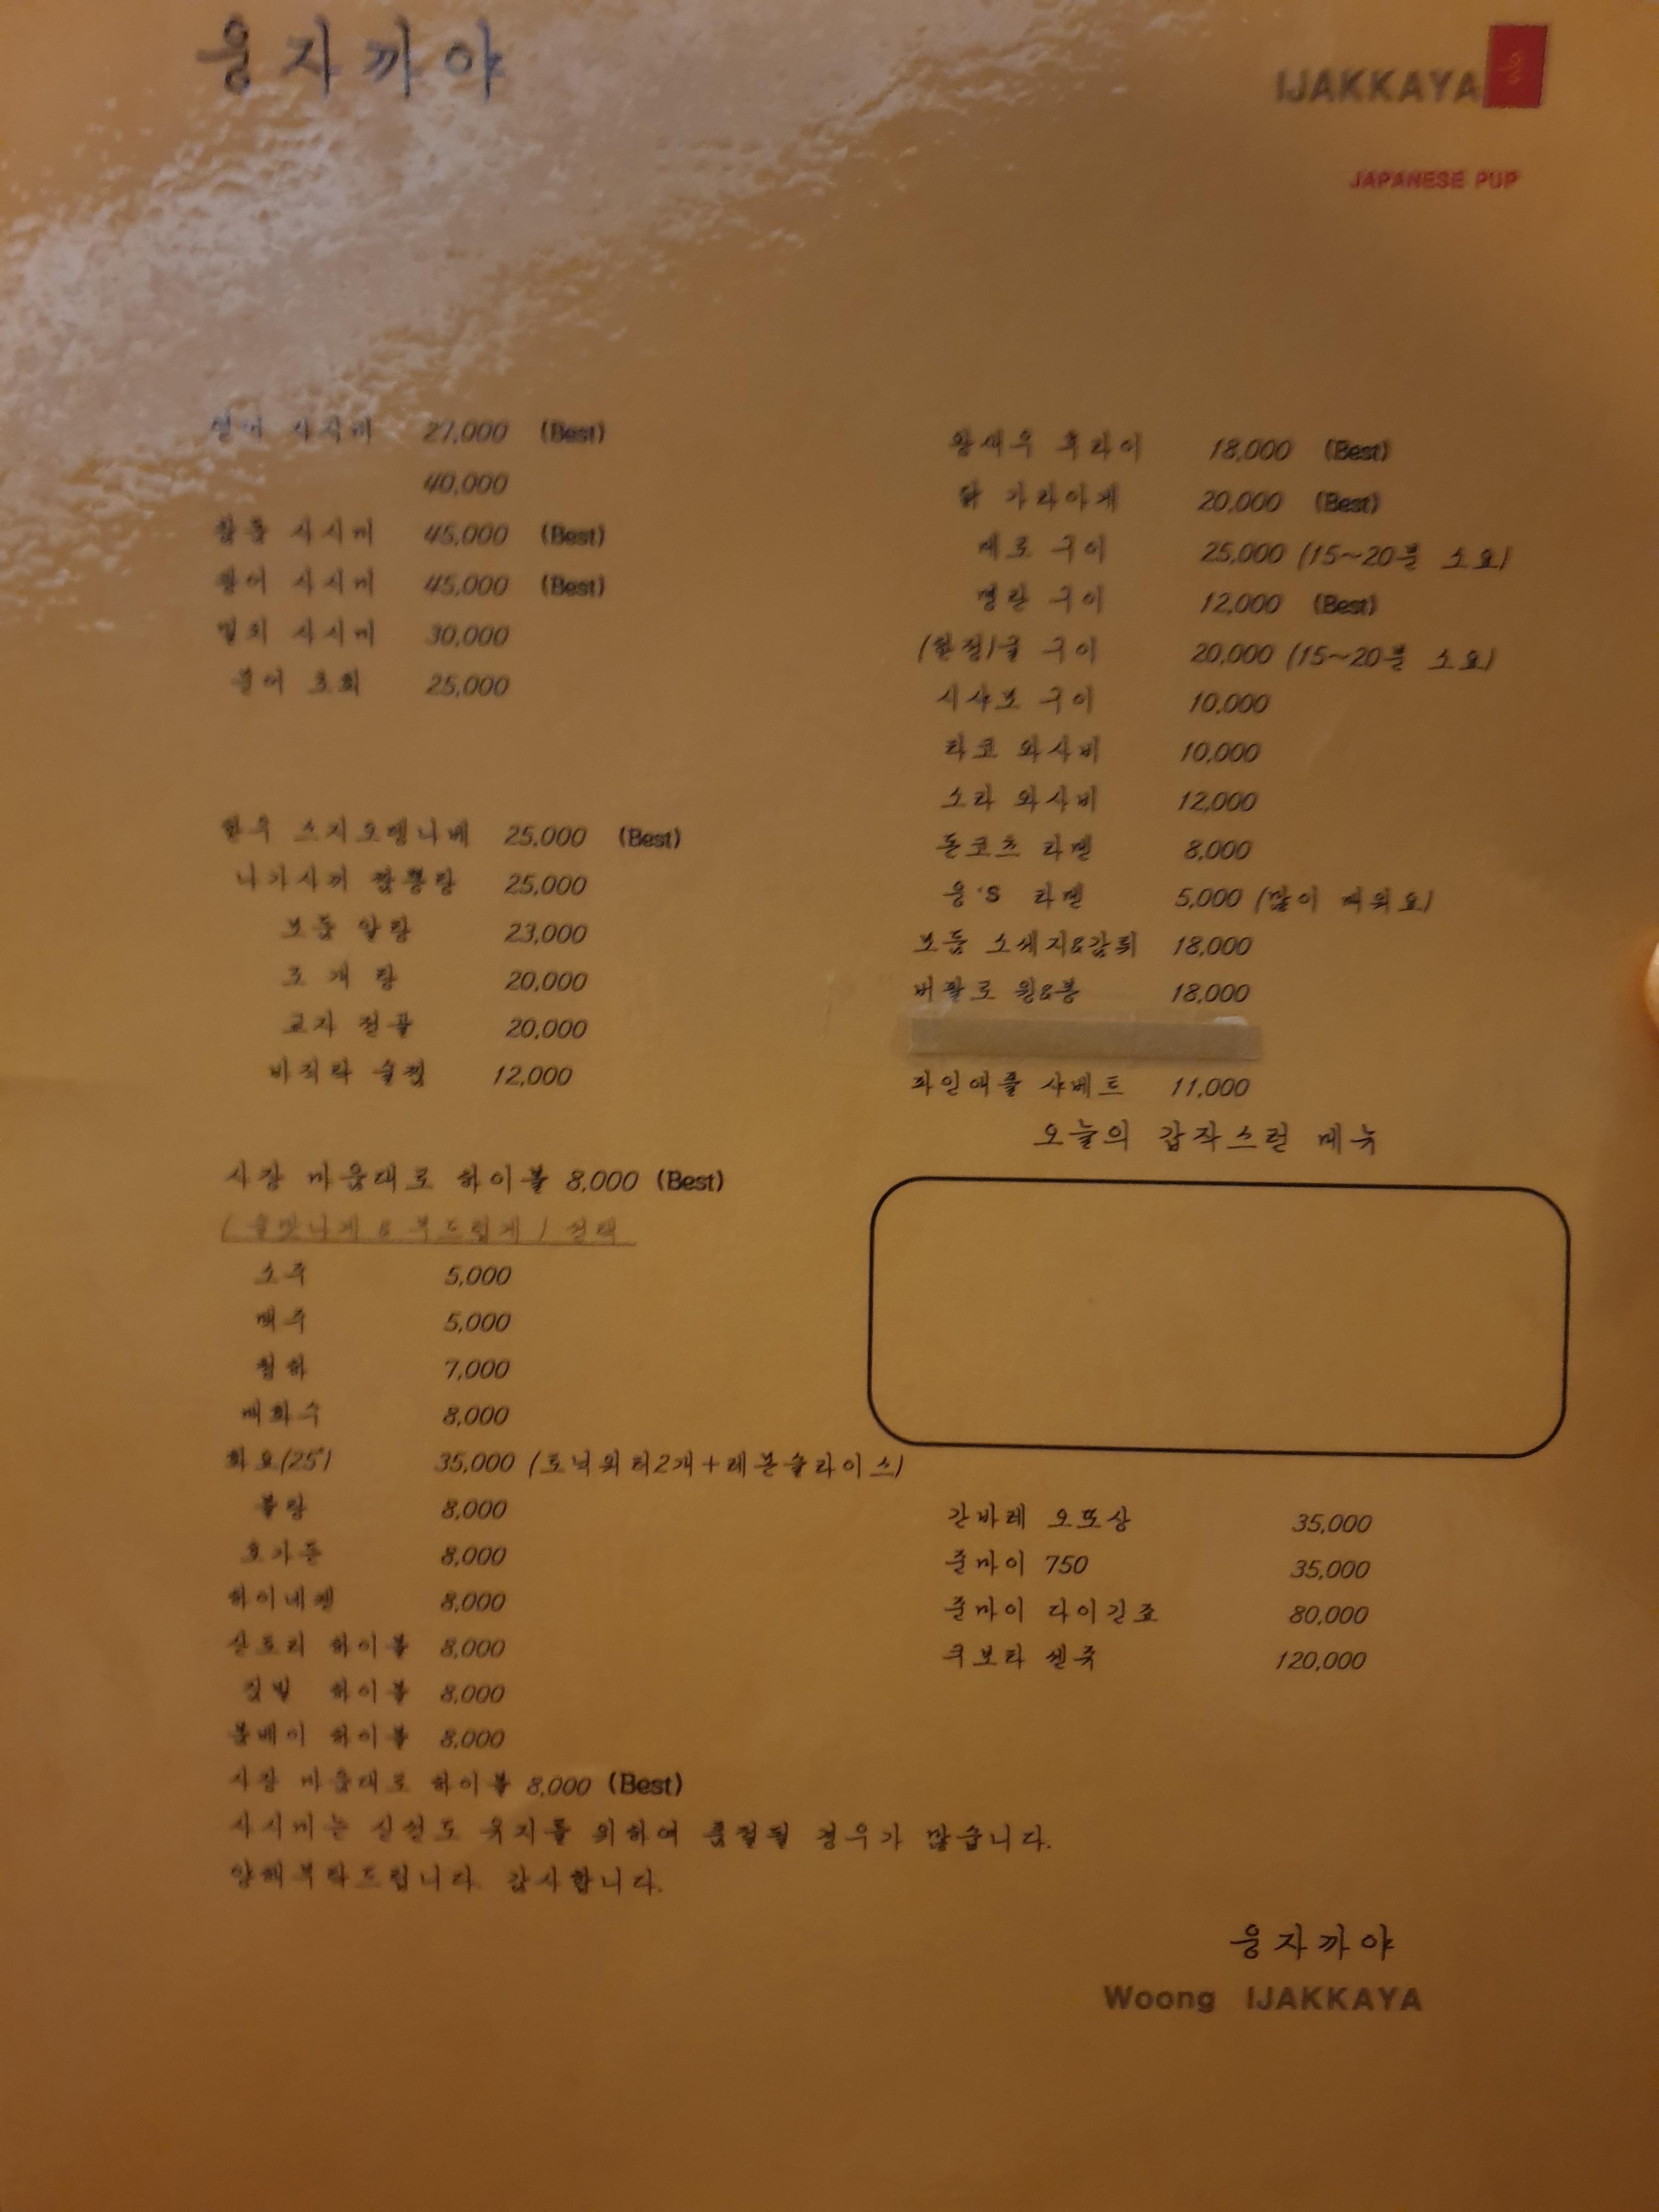 웅자까야
IJAKKAYA 웅
JAPANESE PUP
연어 사시미 27,000 (Best)
40,000
참돔 사시미 45,000 (Best)
광어 사시미 45,000 (Best)
사시미 30,000
초회 25,000
한우 스지오뎅나베 25,000 (Best)
나가사끼 짬뽕탕 25,000
모둠 알탕 23,000
조개탕 20,000
교자 전골 20,000
바지락 술찜 12,000
사장 마음대로 하이볼 8,000 (Best)
( 술맛나게 & 부드럽게 ) 선택
소주 5,000
맥주 5,000
청하 7,000
매화수 8,000
화요(25˚) 35,000 (토닉워터2개+레몬슬라이스)
블랑 8,000
호가든 8,000
하이네켄 8,000
산토리 하이볼 8,000
짐빔 하이볼 8,000
봄베이 하이볼 8,000
사장 마음대로 하이볼 8,000 (Best)
사시미는 신선도 유지를 위하여 품절될 경우가 많습니다.
양해부탁드립니다. 감사합니다.
왕새우 후라이 18,000 (Best)
닭 가라아게 20,000 (Best)
메로 구이 25,000 (15~20분 소요)
명란 구이 12,000 (Best)
(한정)굴 구이 20,000 (15~20분 소요)
시샤모 구이 10,000
타코 와사비 10,000
소라 와사비 12,000
돈코츠 라멘 8,000
웅'S 라멘 5,000 (많이 매워요)
모둠 소세지&감튀 18,000
버팔로 윙&봉 18,000
파인애플 샤베트 11,000
오늘의 갑작스런 메뉴
간바레 오또상 35,000
준마이 750 35,000
준마이 다이긴죠 80,000
쿠보타 센쥬 120,000
웅자까야
Woong IJAKKAYA